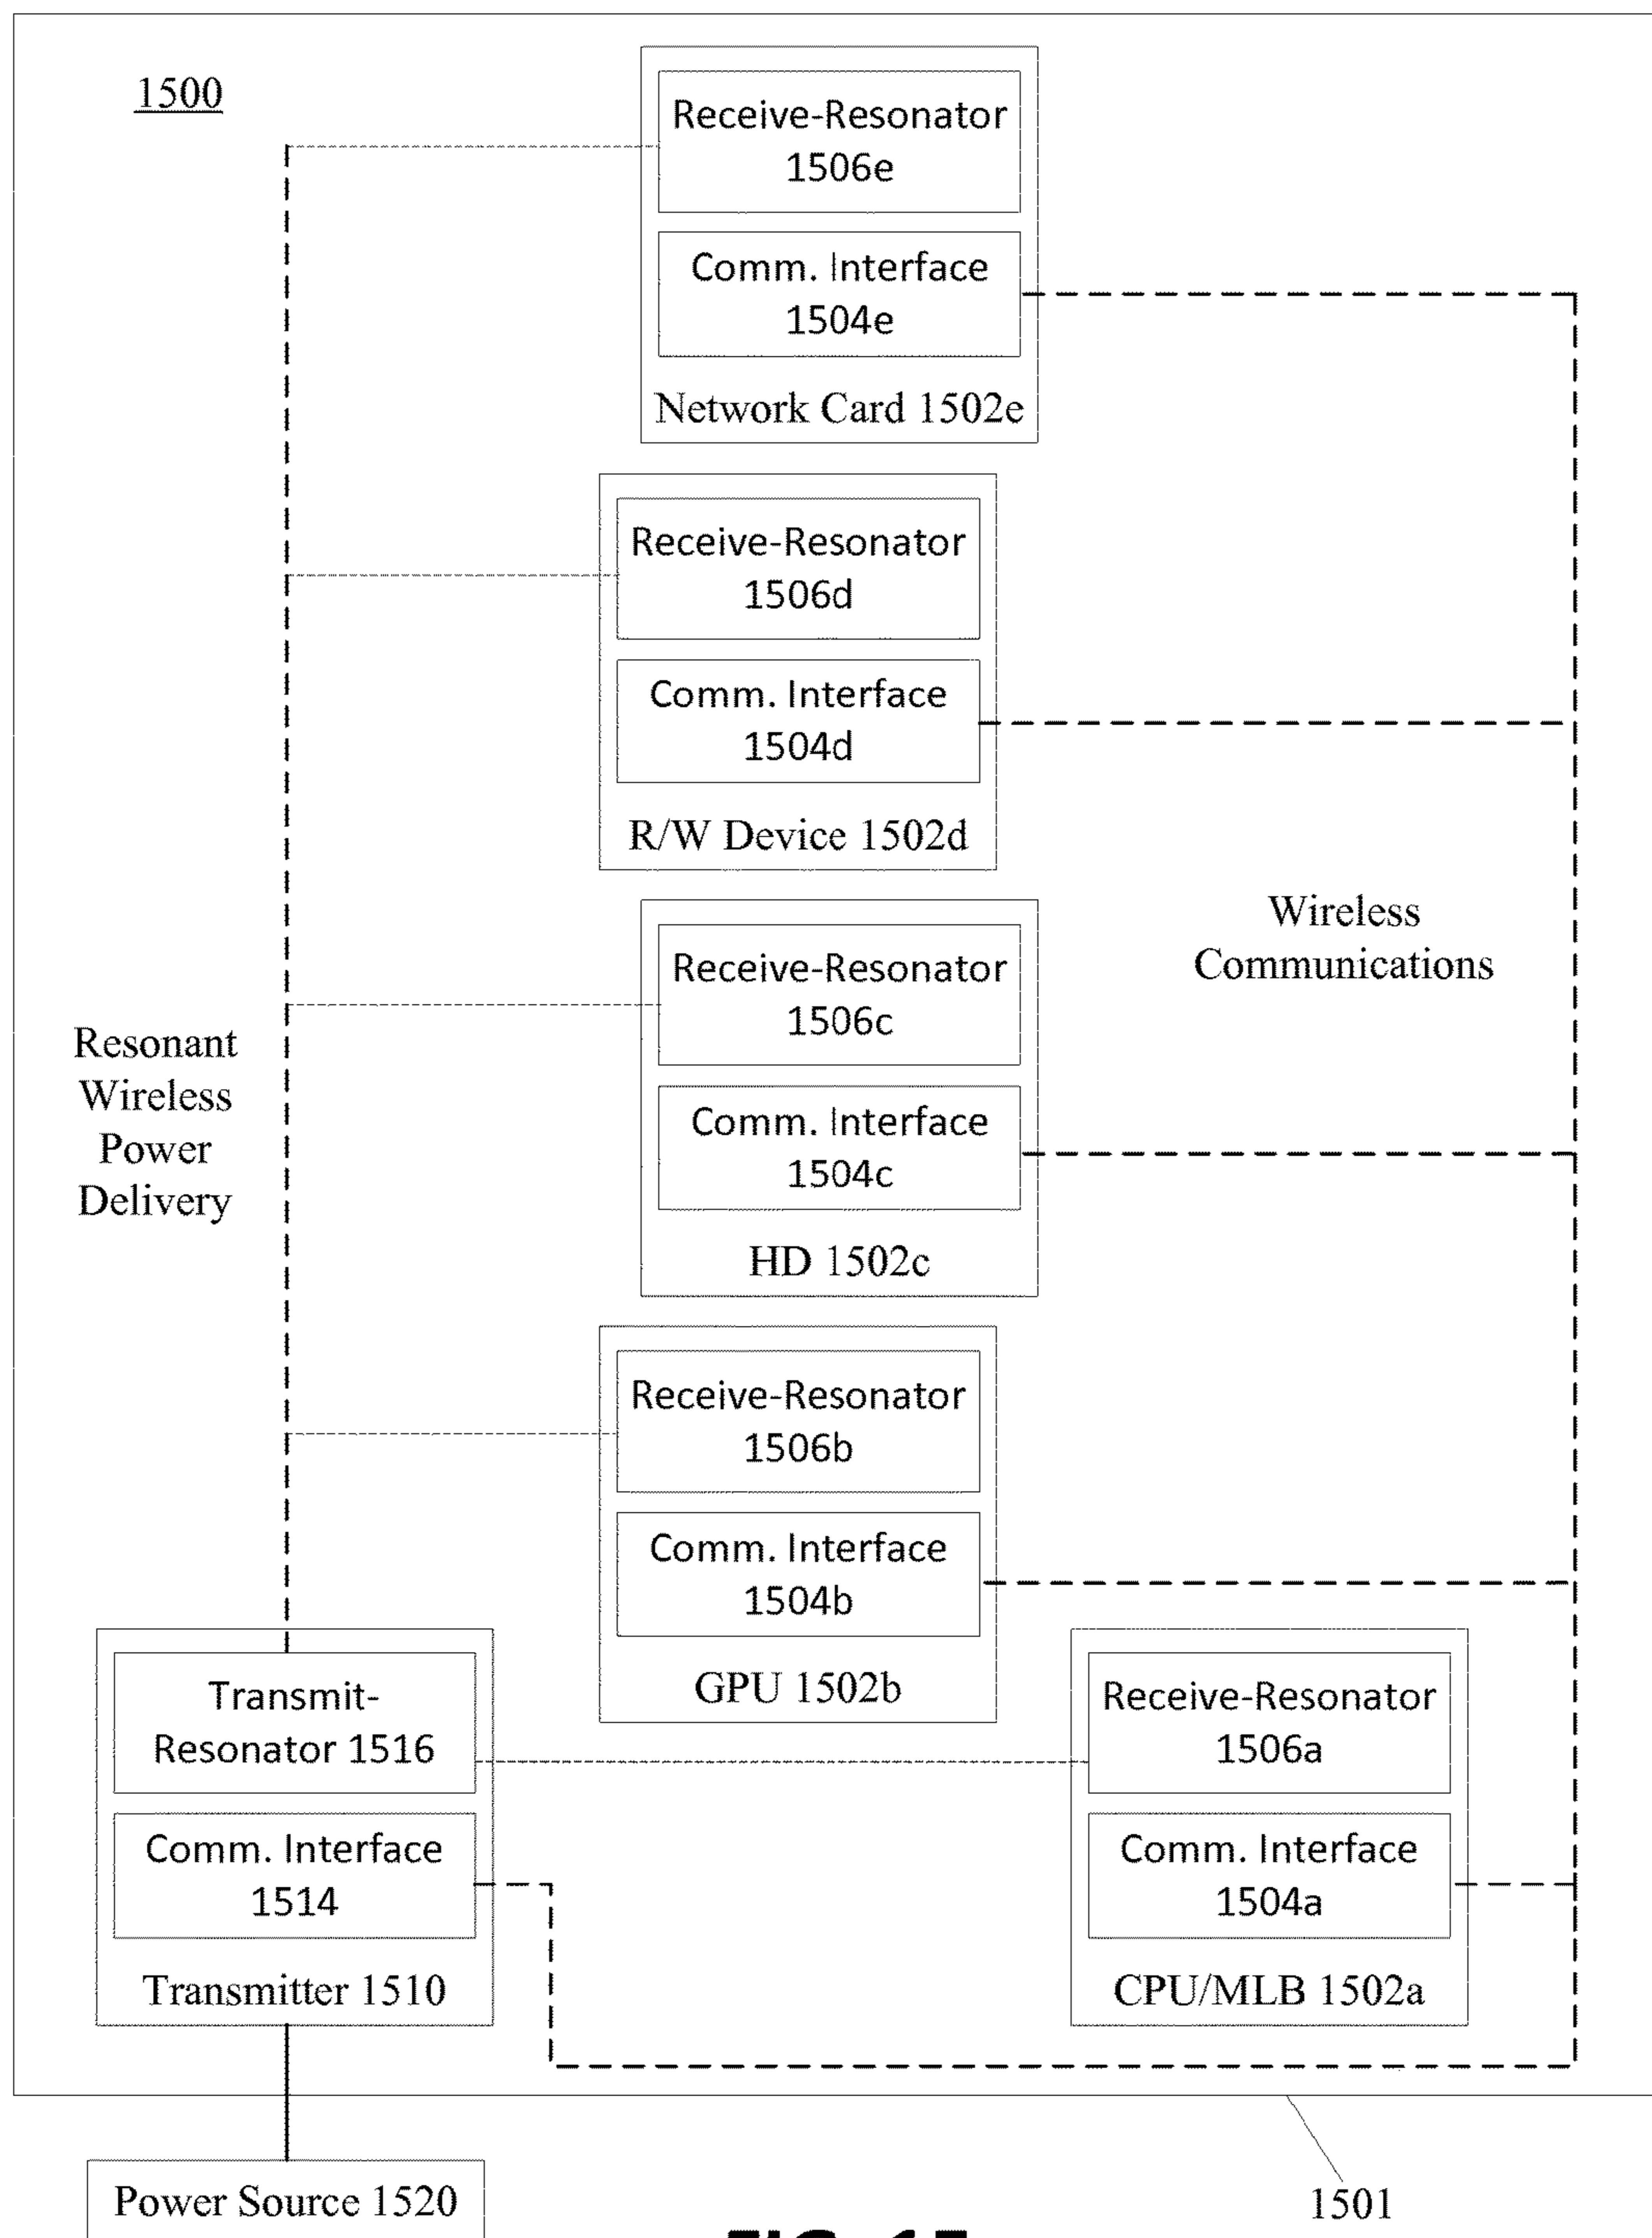 1500
Receive-Resonator
1506e
Comm. Interface
1504e
Network Card 1502e
Receive-Resonator
1506d
Comm. Interface
1504d
R/W Device 1502d
Wireless
Communications
Receive-Resonator
1506c
Comm. Interface
1504c
HD 1502c
Resonant
Wireless
Power
Delivery
Receive-Resonator
1506b
Comm. Interface
1504b
GPU 1502b
Transmit-
Resonator 1516
Comm. Interface
1514
Transmitter 1510
Receive-Resonator
1506a
Comm. Interface
1504a
CPU/MLB 1502a
Power Source 1520
1501